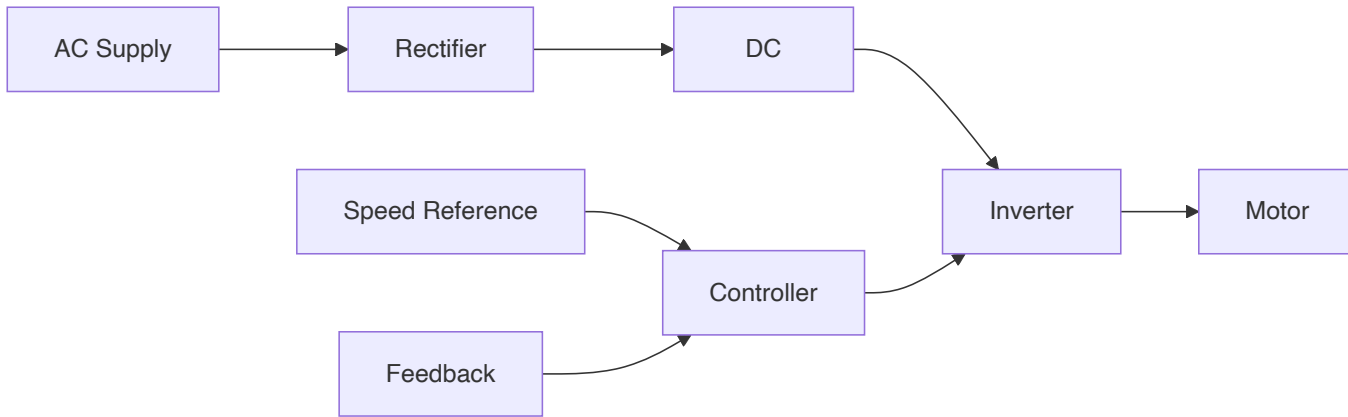 AC Supply
Rectifier
DC
Speed Reference
Inverter
Motor
Controller
Feedback